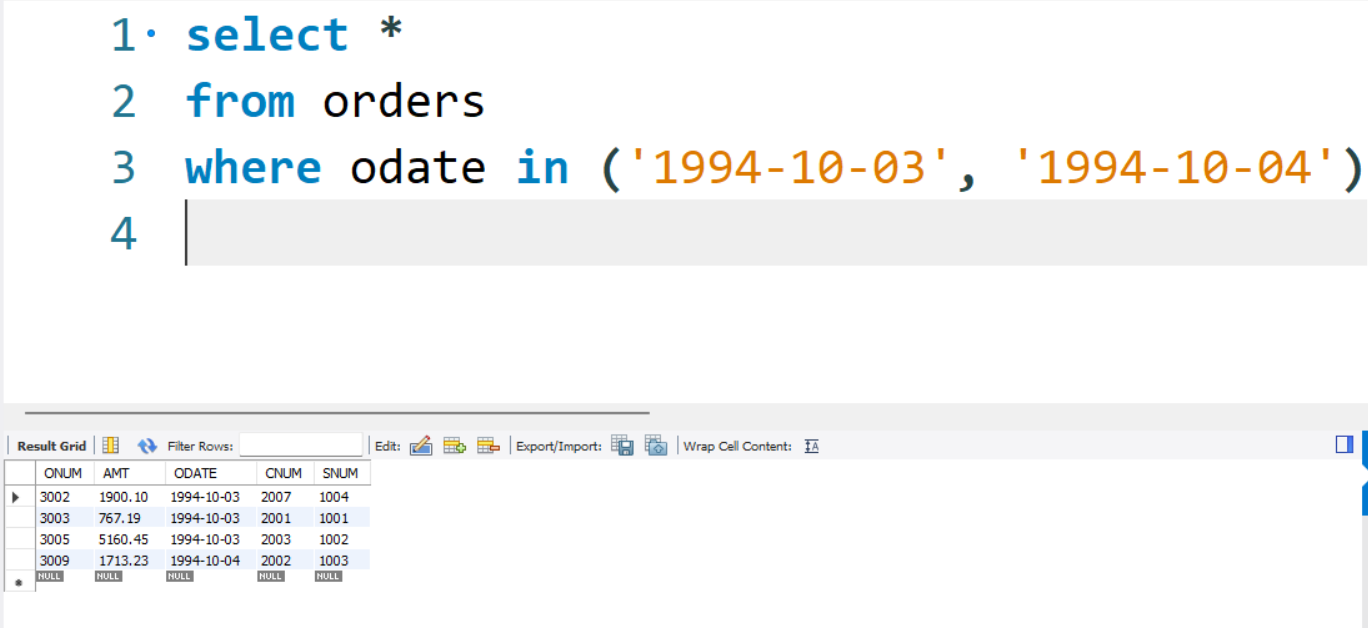 1 select *
2 from orders
3 where odate in ('1994-10-03', '1994-10-04')
4
Result Grid Filter Rows: Edit: Export/Import: Wrap Cell Content: IA
ONUM AMT ODATE CNUM SNUM
3002 1900.10 1994-10-03 2007 1004
3003 767.19 1994-10-03 2001 1001
3005 5160.45 1994-10-03 2003 1002
3009 1713.23 1994-10-04 2002 1003
NULL NULL NULL NULL NULL